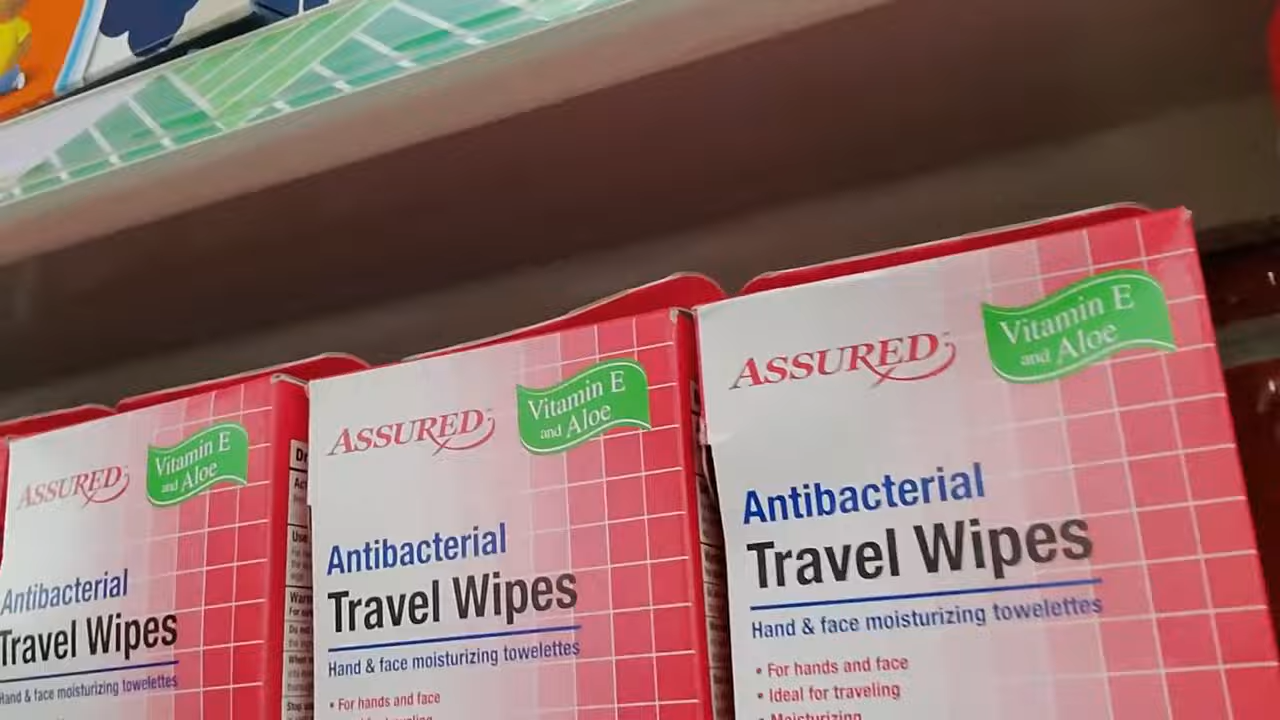 ASSURED
Vitamin E
and Aloe
Antibacterial
Travel Wipes
Hand & face moisturizing towelettes
ASSURED
Vitamin E
and Aloe
Antibacterial
Travel Wipes
Hand & face moisturizing towelettes
• For hands and face
ASSURED
Vitamin E
and Aloe
Antibacterial
Travel Wipes
Hand & face moisturizing towelettes
• For hands and face
• Ideal for traveling
• Moisturizing